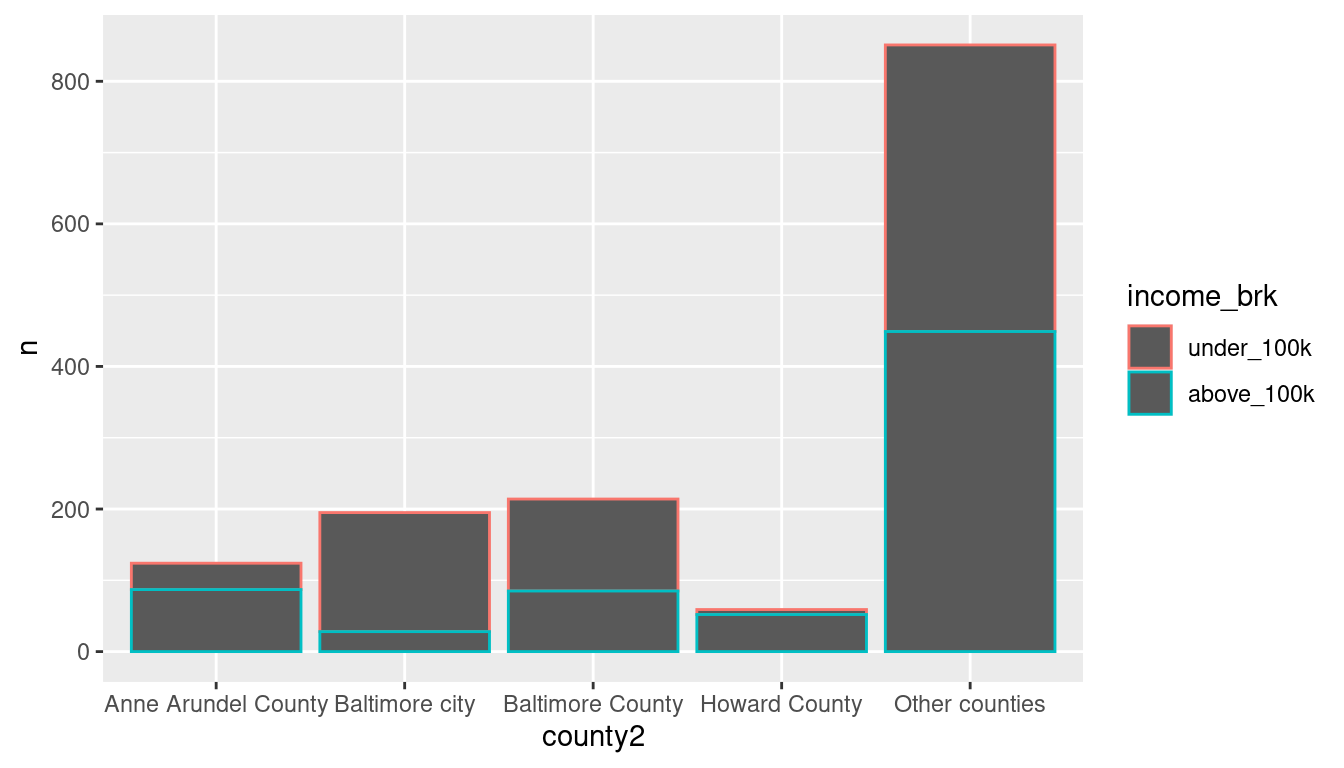 800
600
400
200
0
n
Anne Arundel County Baltimore city Baltimore County Howard County Other counties
county2
income_brk
under_100k
above_100k